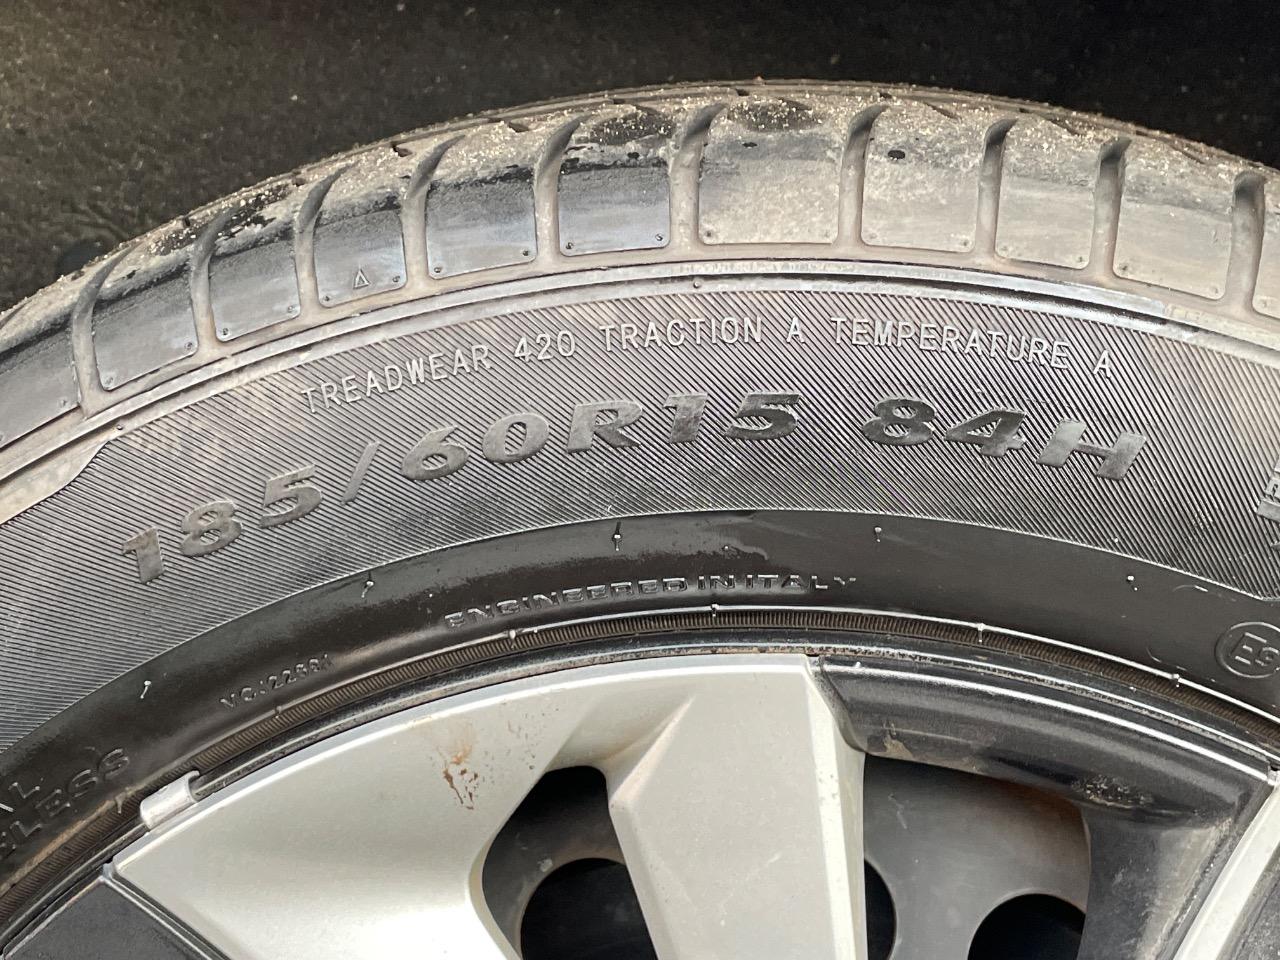 TREADWEAR 420 TRACTION A TEMPERATURE A
185/60R15 84H
ENGINEERED IN ITALY